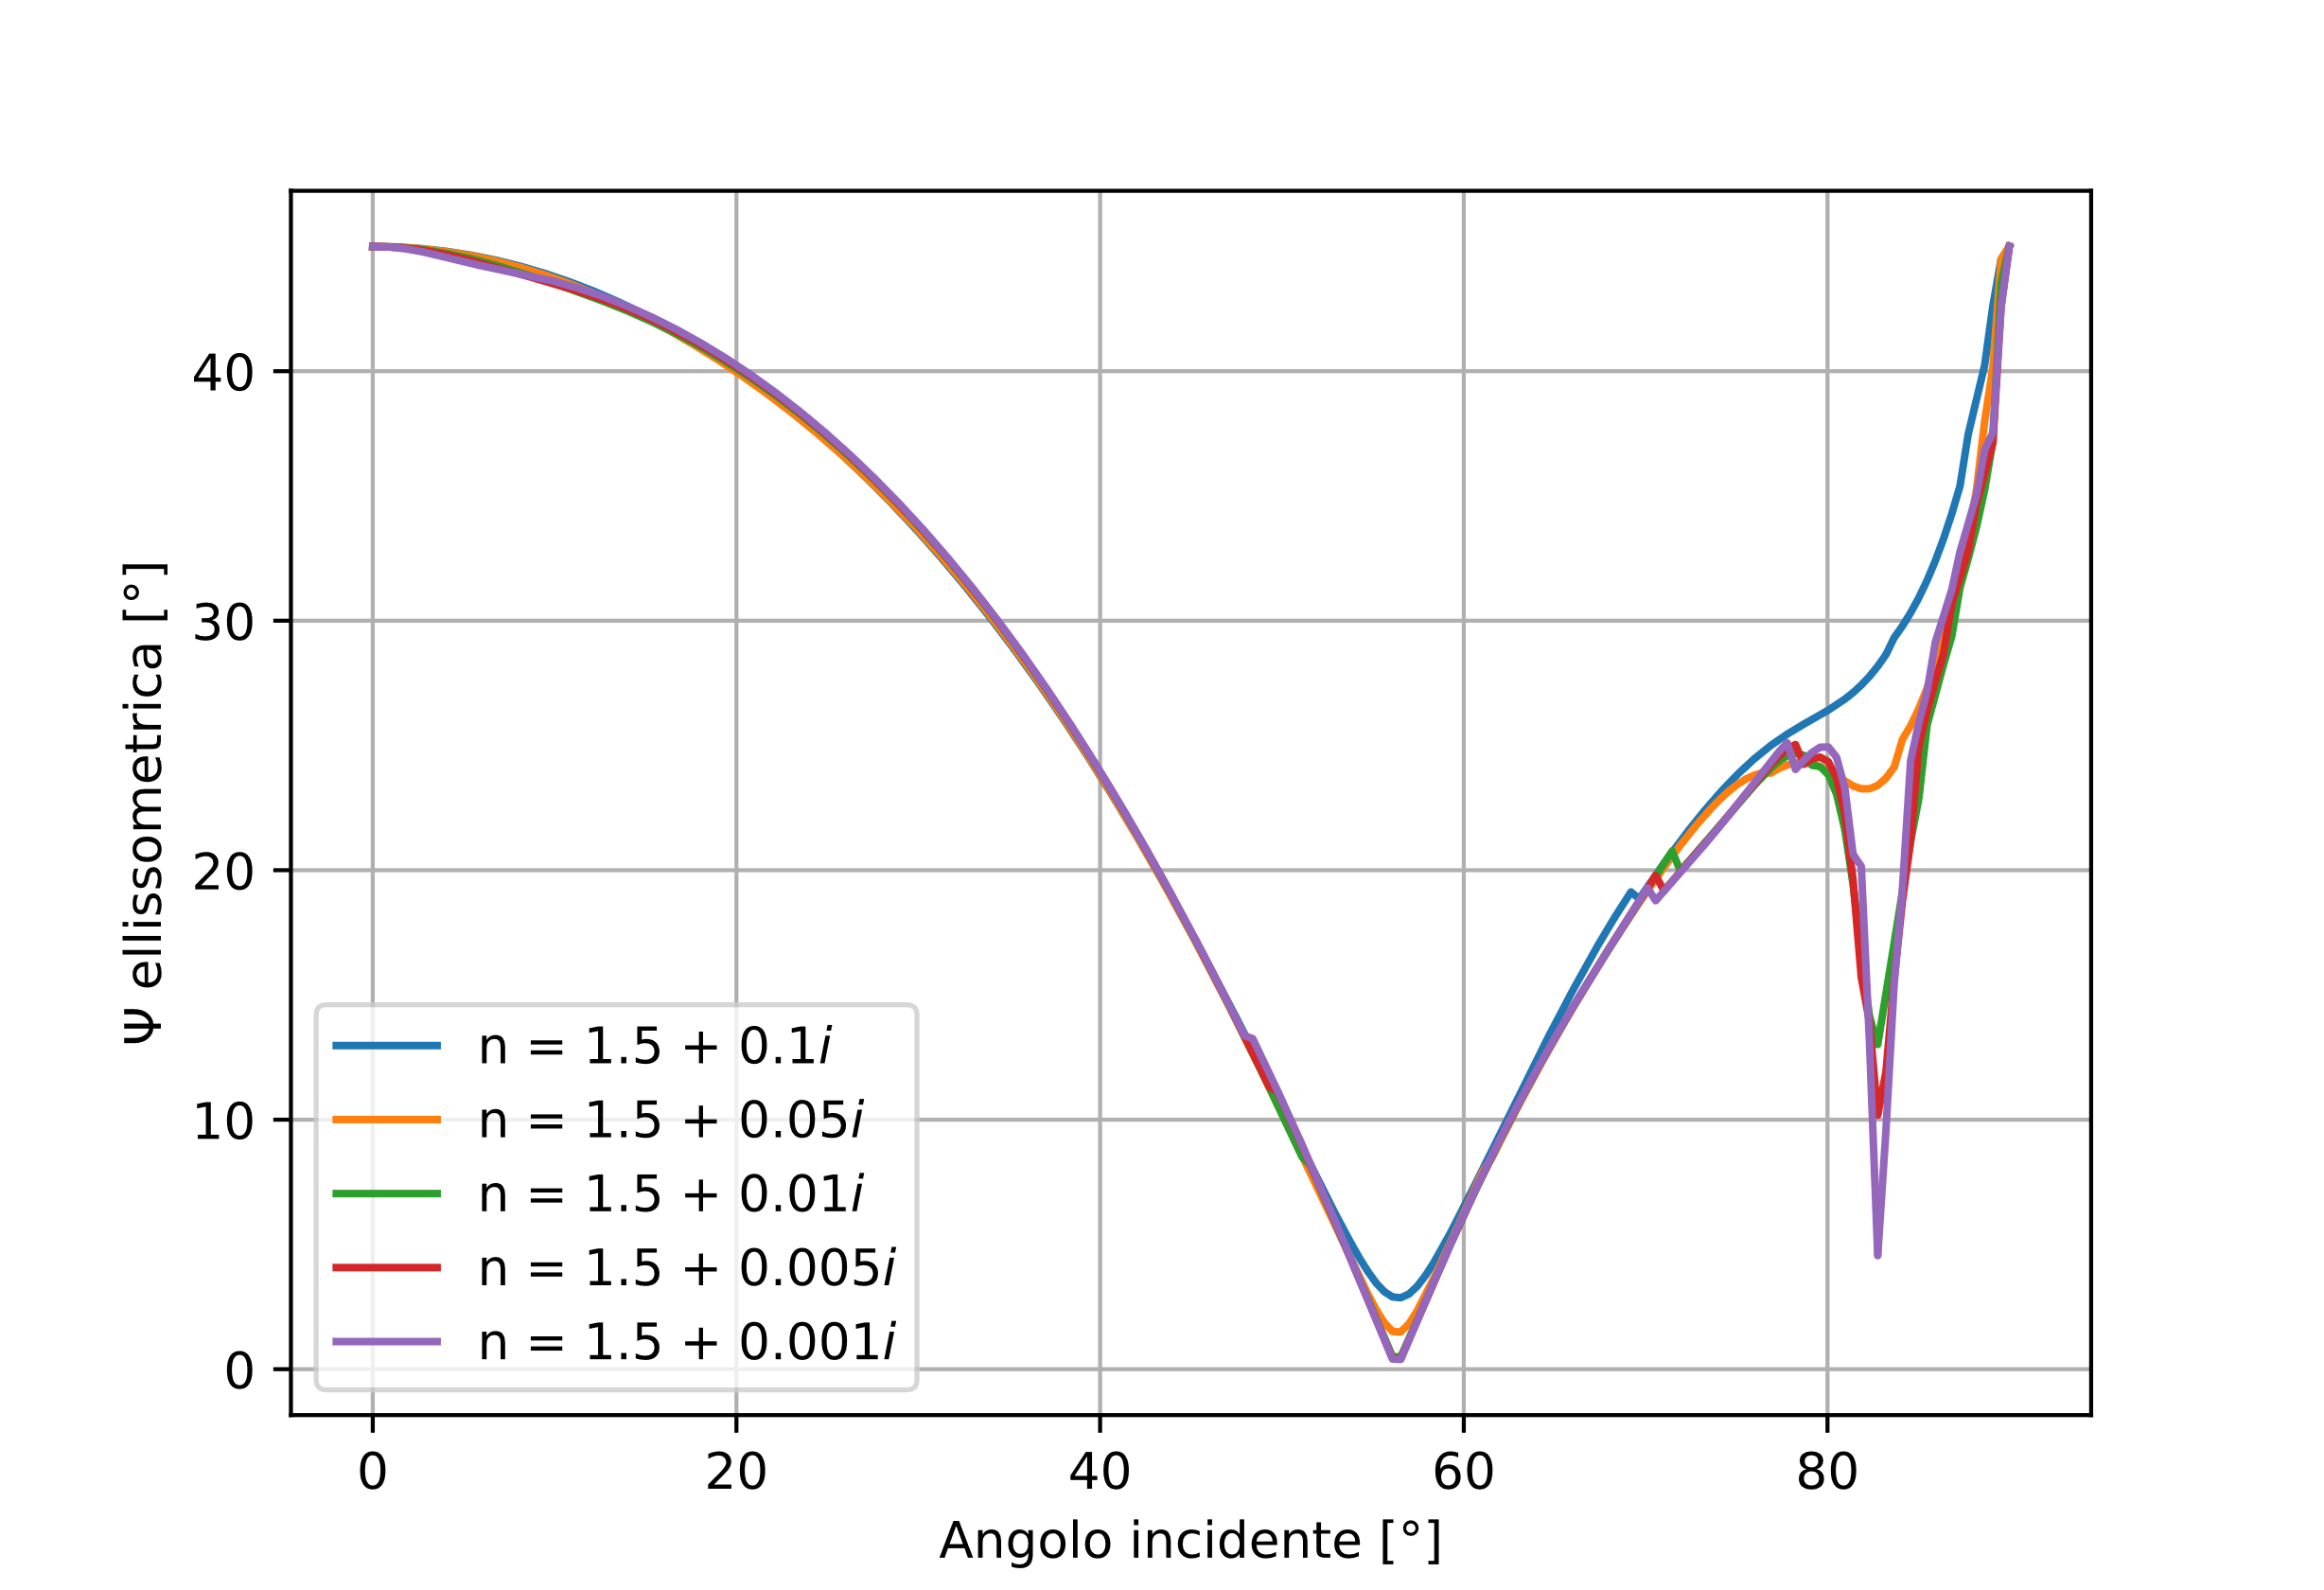 Ψ ellissometrica [°]
40
30
20
10
0
n = 1.5 + 0.1i
n = 1.5 + 0.05i
n = 1.5 + 0.01i
n = 1.5 + 0.005i
n = 1.5 + 0.001i
0 20 40 60 80
Angolo incidente [°]